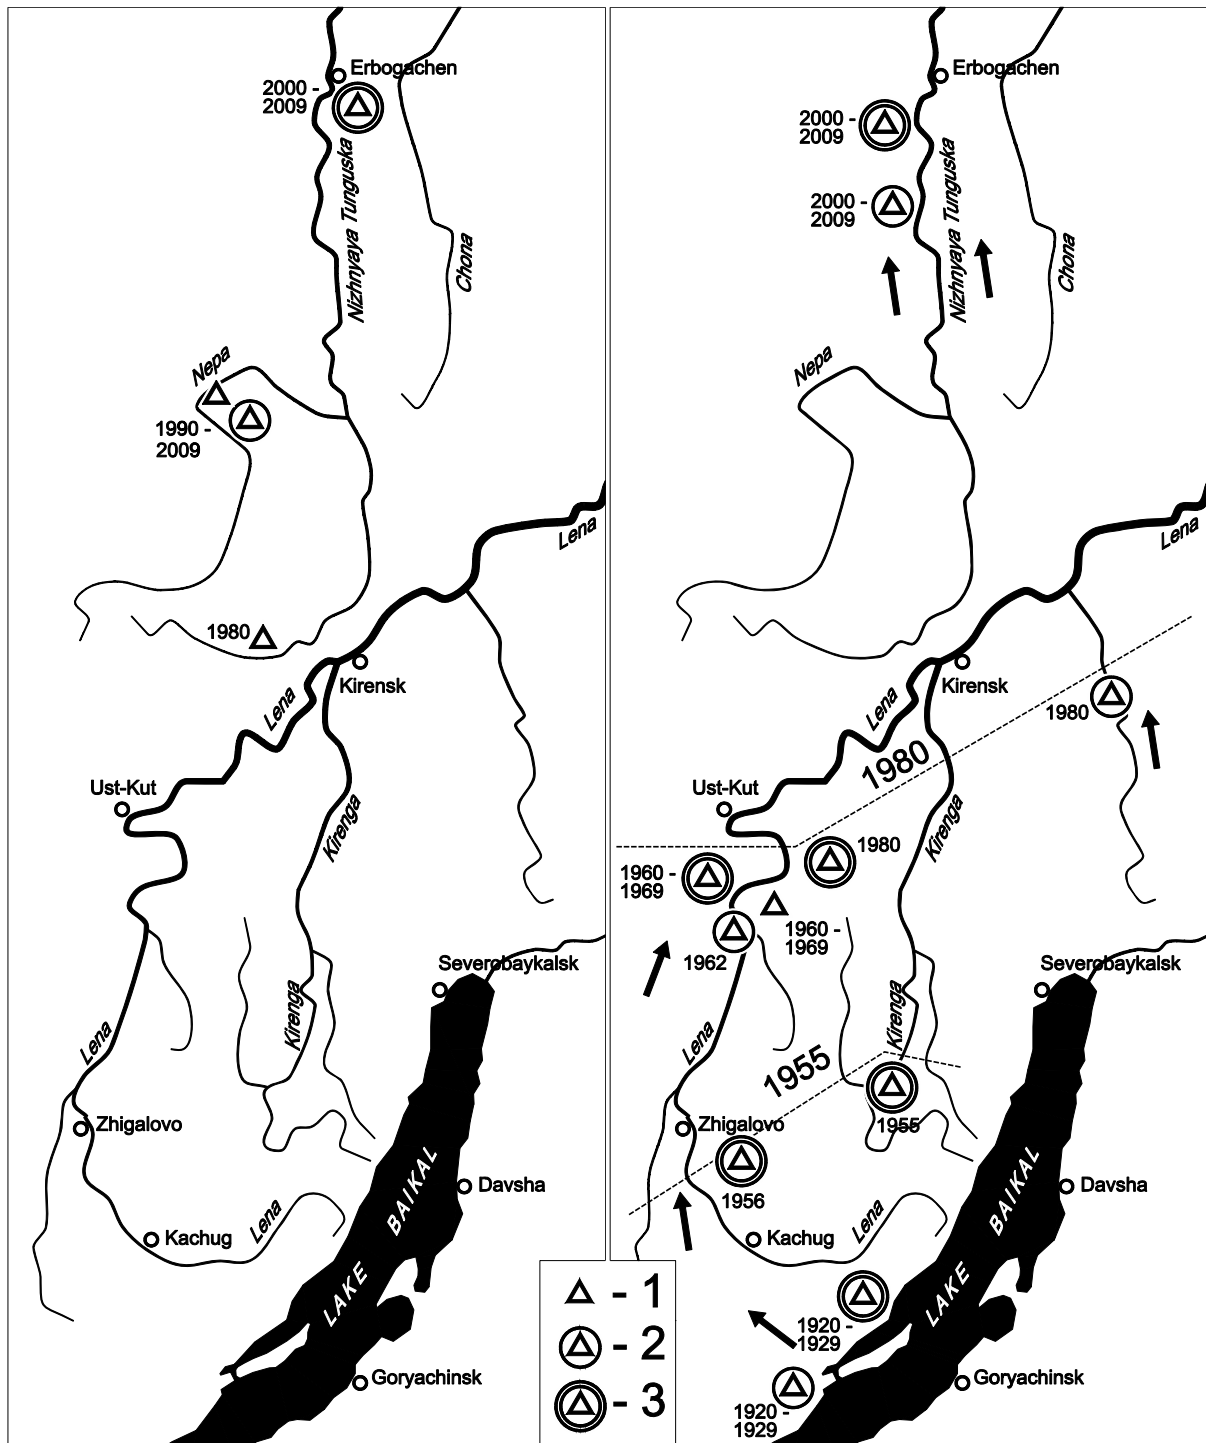 Erbogachen
2000 -
2009
Nizhnyaya Tunguska
Chona
Nepa
1990 -
2009
Lena
1980
Kirensk
Lena
Ust-Kut
Kirenga
Severobaykalsk
Kirenga
Lena
Zhigalovo
Davsha
Kachug
Lena
LAKE BAIKAL
Goryachinsk
Erbogachen
2000 -
2009
2000 -
2009
Nizhnyaya Tunguska
Chona
Nepa
Lena
Kirensk
1980
Lena
1980
Ust-Kut
Kirenga
1980
1960 -
1969
1960 -
1969
1962
Severobaykalsk
Kirenga
Lena
1955
1955
Zhigalovo
1956
Davsha
Kachug
Lena
LAKE BAIKAL
1920 -
1929
Goryachinsk
1920 -
1929
- 1
- 2
- 3